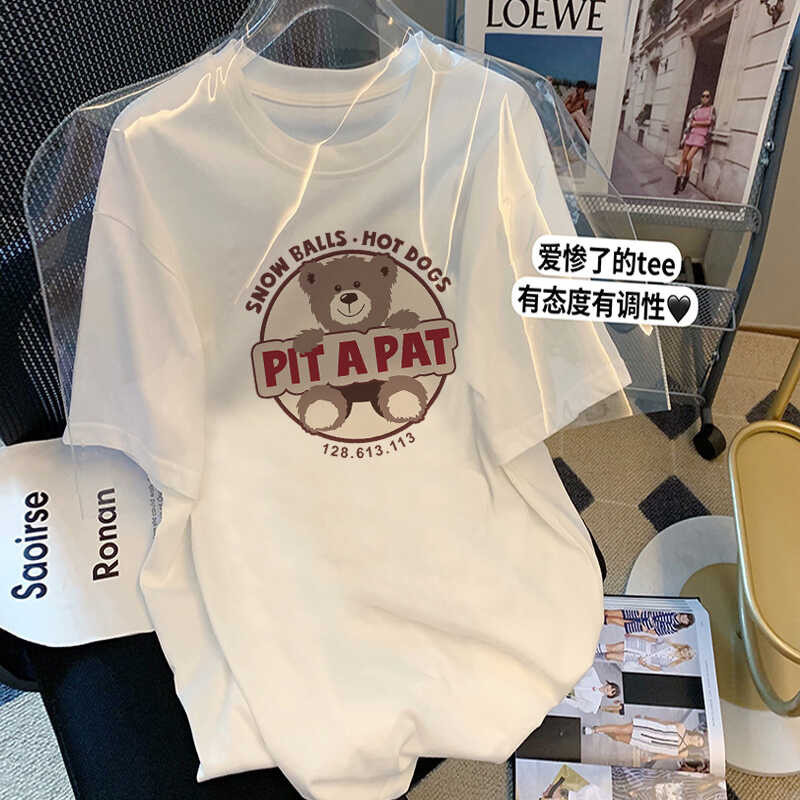 LOEWE
SNOW BALLS · HOT DOGS
PIT A PAT
128.613.113
爱惨了的tee
有态度有调性🖤
Saoirse
Ronan